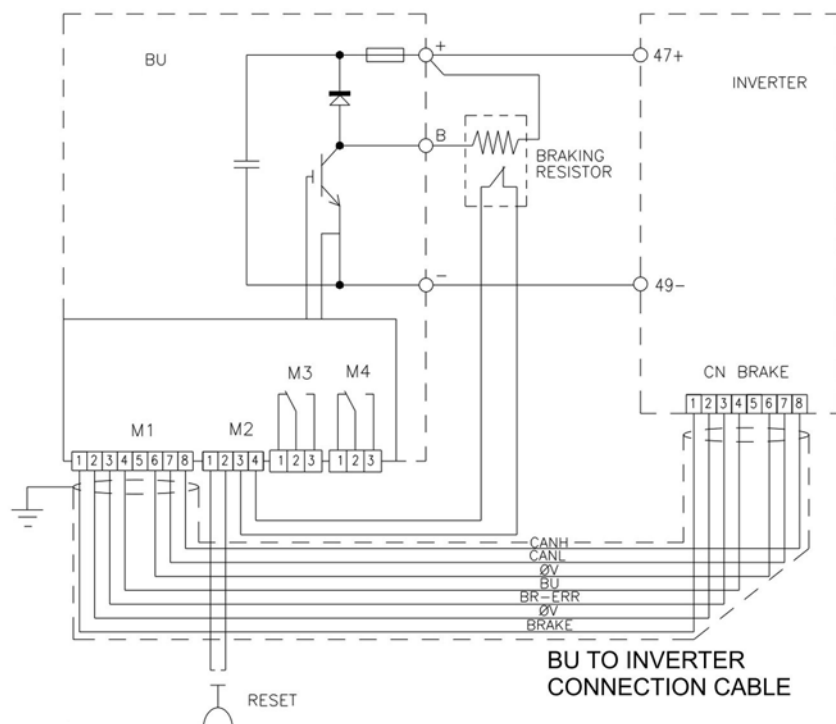 +
47+
BU
INVERTER
B
BRAKING
RESISTOR
-
49-
CN BRAKE
M3
M4
1 2 3 4 5 6 7 8
M1
M2
1 2 3 4 5 6 7 8
1 2 3 4
1 2 3
1 2 3
CANH
CANL
ØV
BU
BR-ERR
ØV
BRAKE
BU TO INVERTER
CONNECTION CABLE
RESET